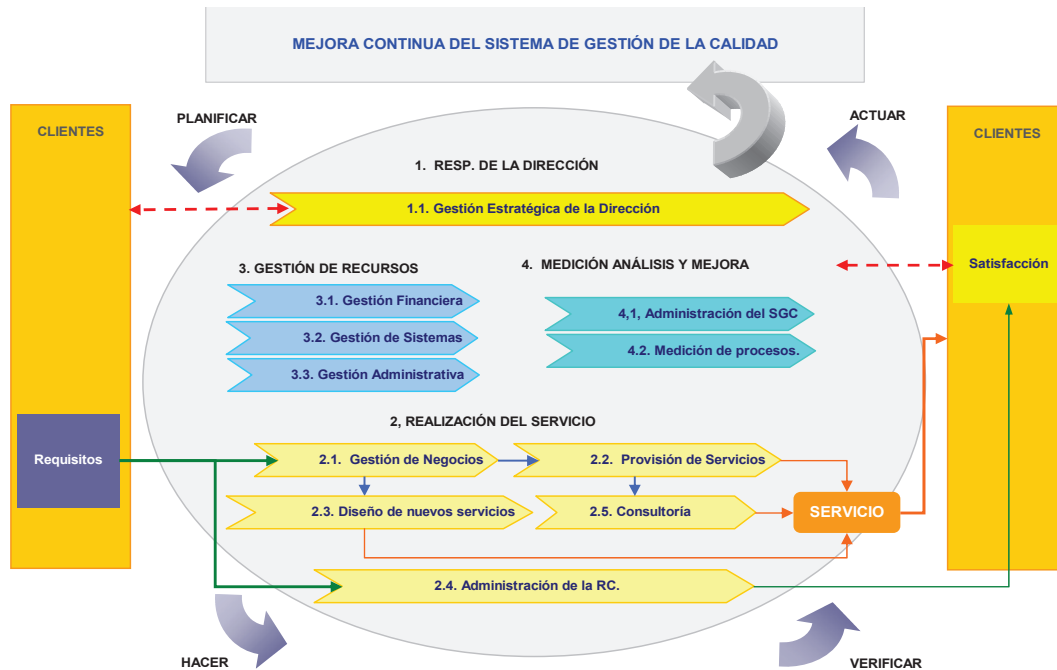 MEJORA CONTINUA DEL SISTEMA DE GESTIÓN DE LA CALIDAD
PLANIFICAR
ACTUAR
CLIENTES
CLIENTES
1. RESP. DE LA DIRECCIÓN
1.1. Gestión Estratégica de la Dirección
3. GESTIÓN DE RECURSOS
4. MEDICIÓN ANÁLISIS Y MEJORA
Satisfacción
3.1. Gestión Financiera
4,1, Administración del SGC
3.2. Gestión de Sistemas
4.2. Medición de procesos.
3.3. Gestión Administrativa
2, REALIZACIÓN DEL SERVICIO
Requisitos
2.1. Gestión de Negocios
2.2. Provisión de Servicios
2.3. Diseño de nuevos servicios
2.5. Consultoría
SERVICIO
2.4. Administración de la RC.
HACER
VERIFICAR